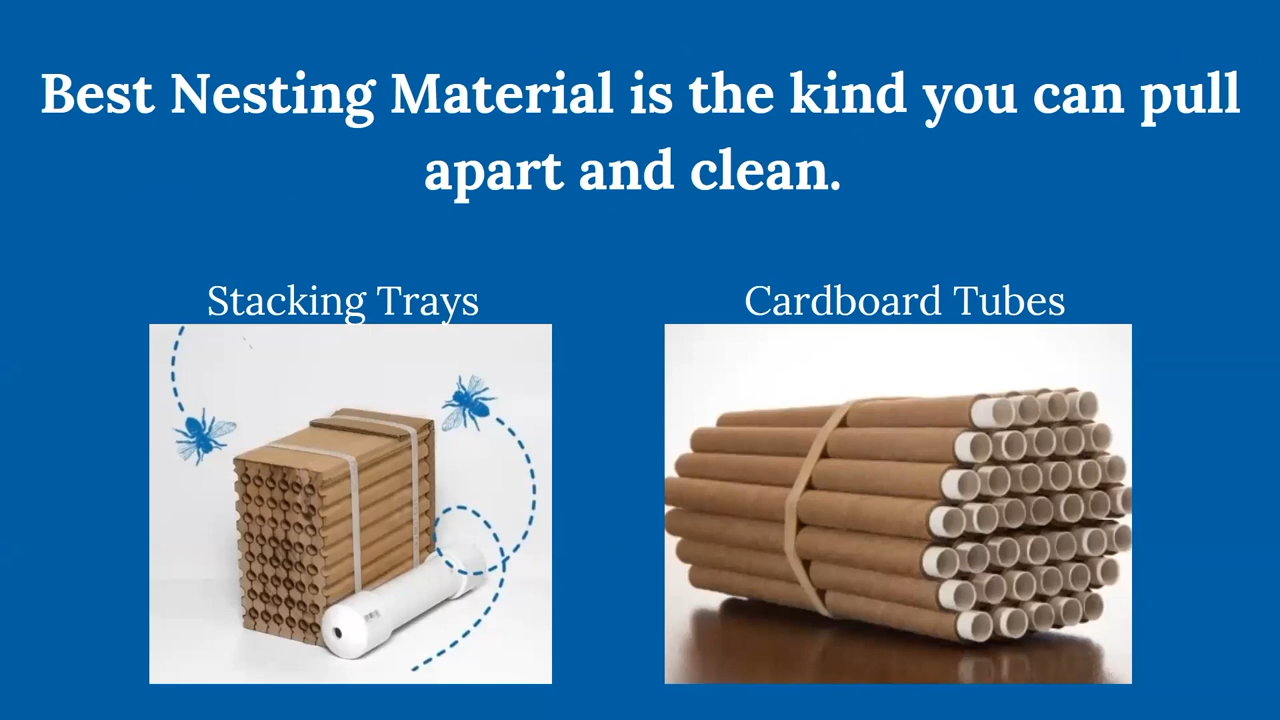 Best Nesting Material is the kind you can pull
apart and clean.
Stacking Trays
Cardboard Tubes